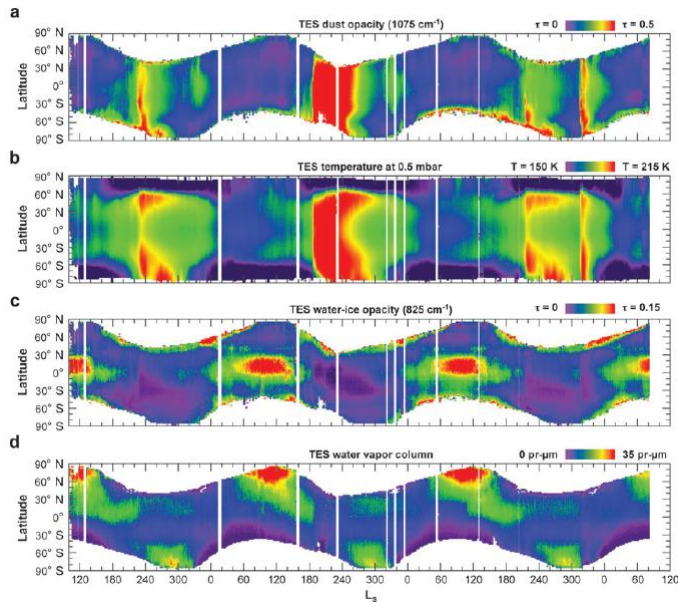 a
TES dust opacity (1075 cm⁻¹) τ = 0 τ = 0.5
90° N
60° N
30° N
0°
30° S
60° S
90° S
Latitude
b
TES temperature at 0.5 mbar T = 150 K T = 215 K
90° N
60° N
30° N
0°
30° S
60° S
90° S
Latitude
c
TES water-ice opacity (825 cm⁻¹) τ = 0 τ = 0.15
90° N
60° N
30° N
0°
30° S
60° S
90° S
Latitude
d
TES water vapor column 0 pr-μm 35 pr-μm
90° N
60° N
30° N
0°
30° S
60° S
90° S
Latitude
120 240 300 0 60 120 240 300 0 60 120 240 300 0 60 120
Ls